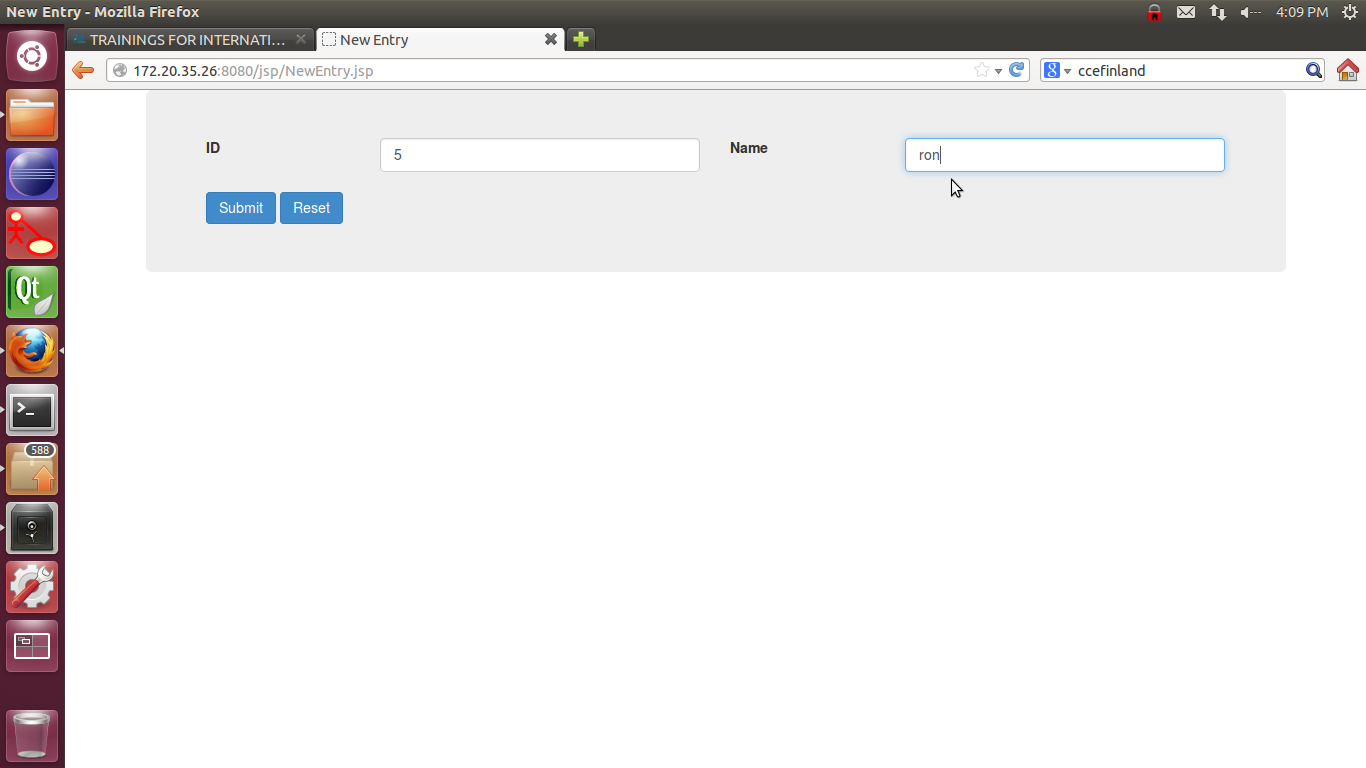 New Entry - Mozilla Firefox
4:09 PM
TRAININGS FOR INTERNATI...
New Entry
172.20.35.26:8080/jsp/NewEntry.jsp
8
ccefinland
ID
5
Name
ron
Submit
Reset
Qt
>_
588